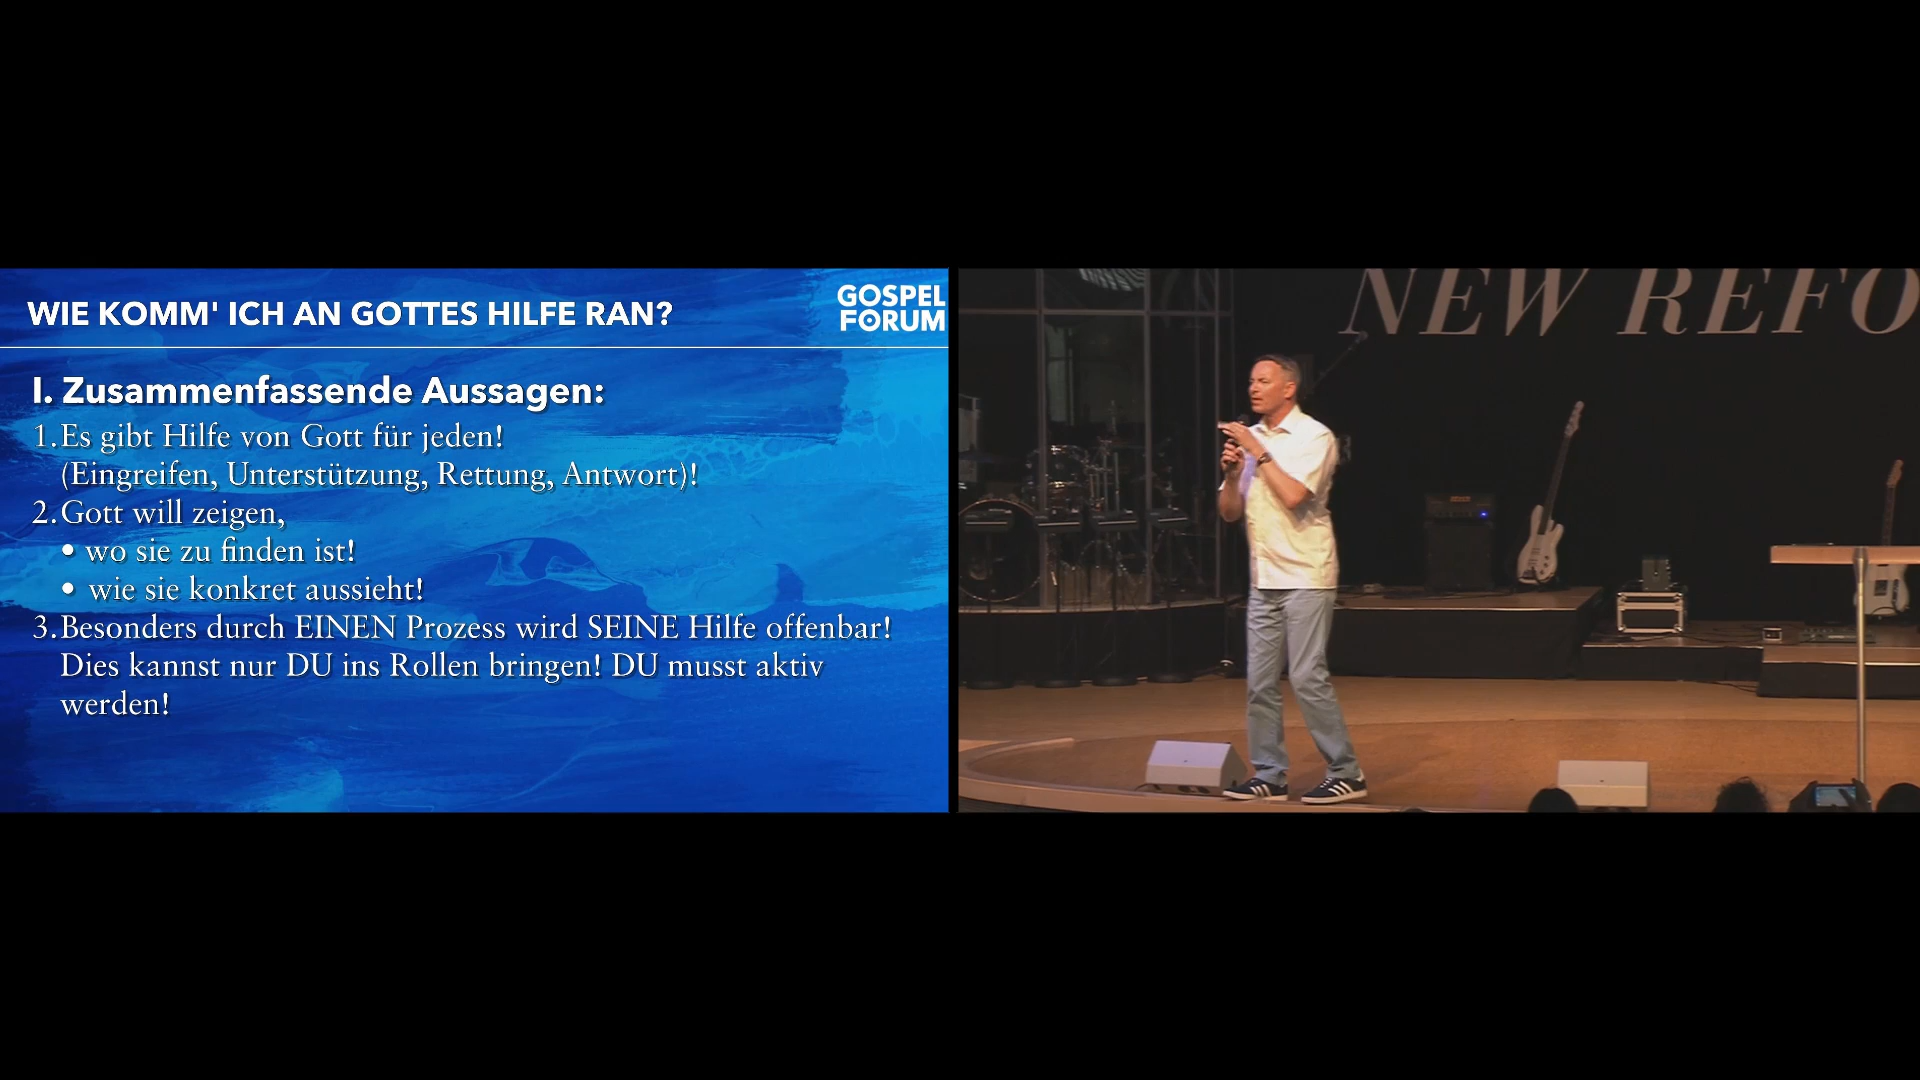 WIE KOMM' ICH AN GOTTES HILFE RAN?
GOSPEL
FORUM
I. Zusammenfassende Aussagen:
1. Es gibt Hilfe von Gott für jeden!
(Eingreifen, Unterstützung, Rettung, Antwort)!
2. Gott will zeigen,
• wo sie zu finden ist!
• wie sie konkret aussieht!
3. Besonders durch EINEN Prozess wird SEINE Hilfe offenbar!
Dies kannst nur DU ins Rollen bringen! DU musst aktiv
werden!
NEW REFO